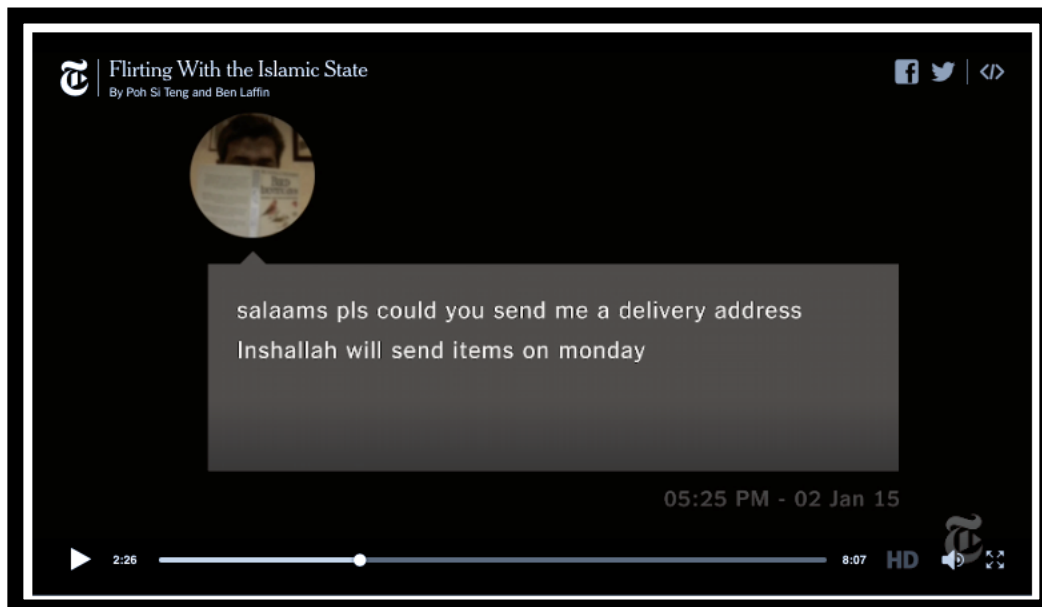 Flirting With the Islamic State
By Poh Si Teng and Ben Laffin
salaams pls could you send me a delivery address
Inshallah will send items on monday
05:25 PM - 02 Jan 15
2:26
8:07
HD